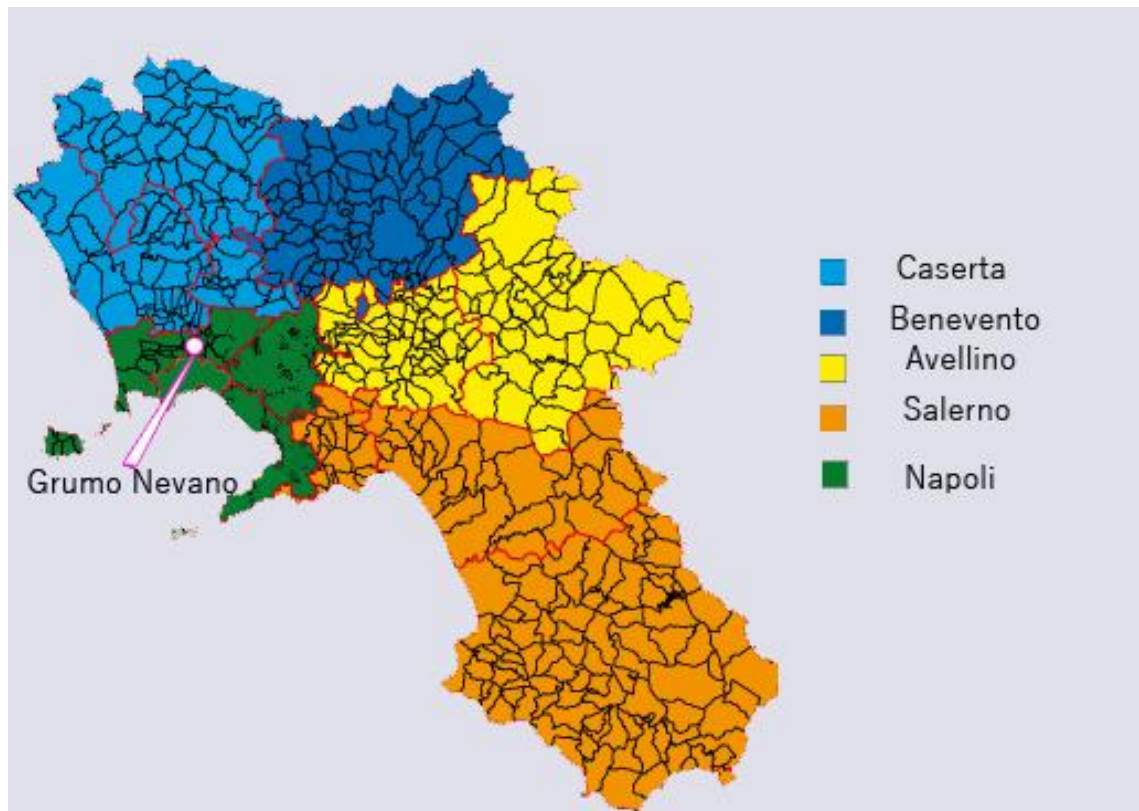 Caserta
Benevento
Avellino
Salerno
Napoli
Grumo Nevano